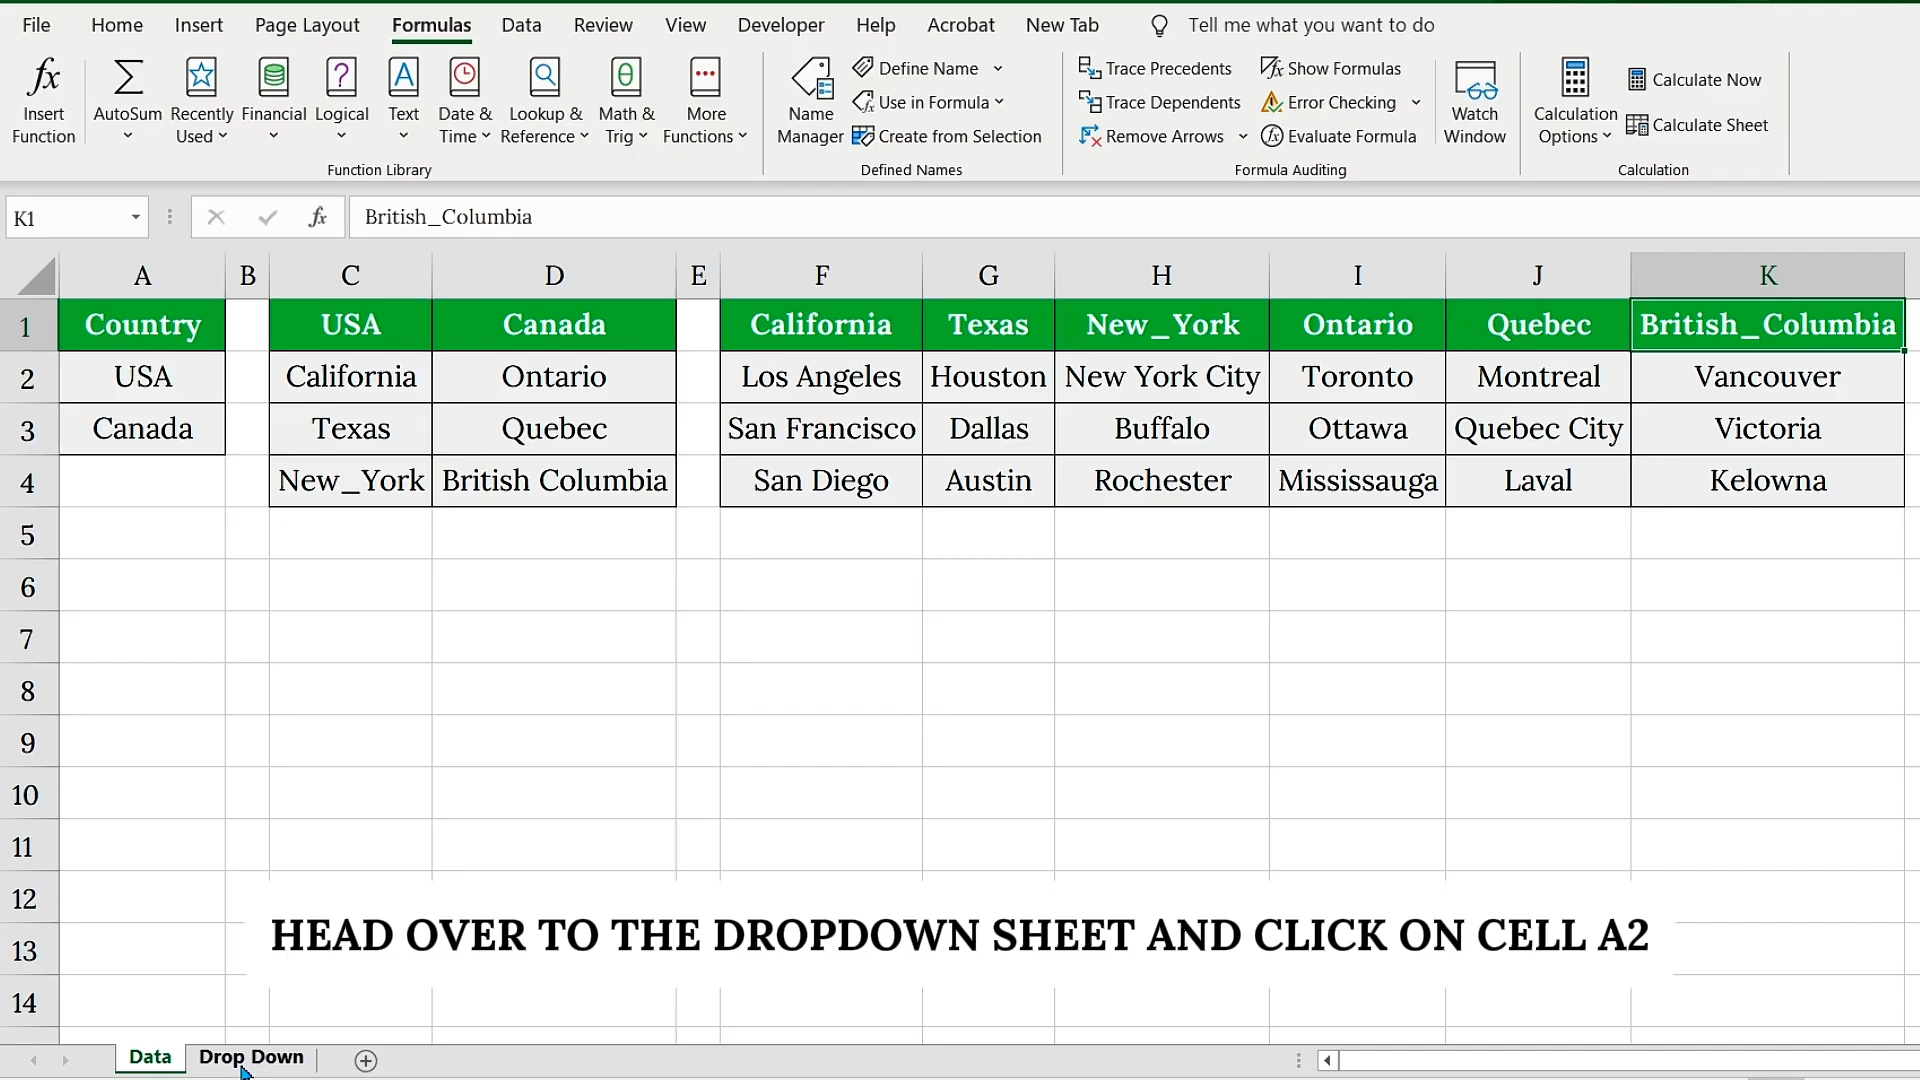 File Home Insert Page Layout Formulas Data Review View Developer Help Acrobat New Tab Tell me what you want to do
fx Insert Function
AutoSum
Recently Used
Financial
Logical
Text
Date & Time
Lookup & Reference
Math & Trig
More Functions
Function Library
Name Manager
Define Name
Use in Formula
Create from Selection
Defined Names
Trace Precedents
Trace Dependents
Remove Arrows
Show Formulas
Error Checking
Evaluate Formula
Formula Auditing
Watch Window
Calculation Options
Calculate Now
Calculate Sheet
Calculation
K1 fx British_Columbia
A B C D E F G H I J K
1 Country USA Canada California Texas New_York Ontario Quebec British_Columbia
2 USA California Ontario Los Angeles Houston New York City Toronto Montreal Vancouver
3 Canada Texas Quebec San Francisco Dallas Buffalo Ottawa Quebec City Victoria
4 New_York British Columbia San Diego Austin Rochester Mississauga Laval Kelowna
5
6
7
8
9
10
11
12
13
14
HEAD OVER TO THE DROPDOWN SHEET AND CLICK ON CELL A2
Data Drop Down